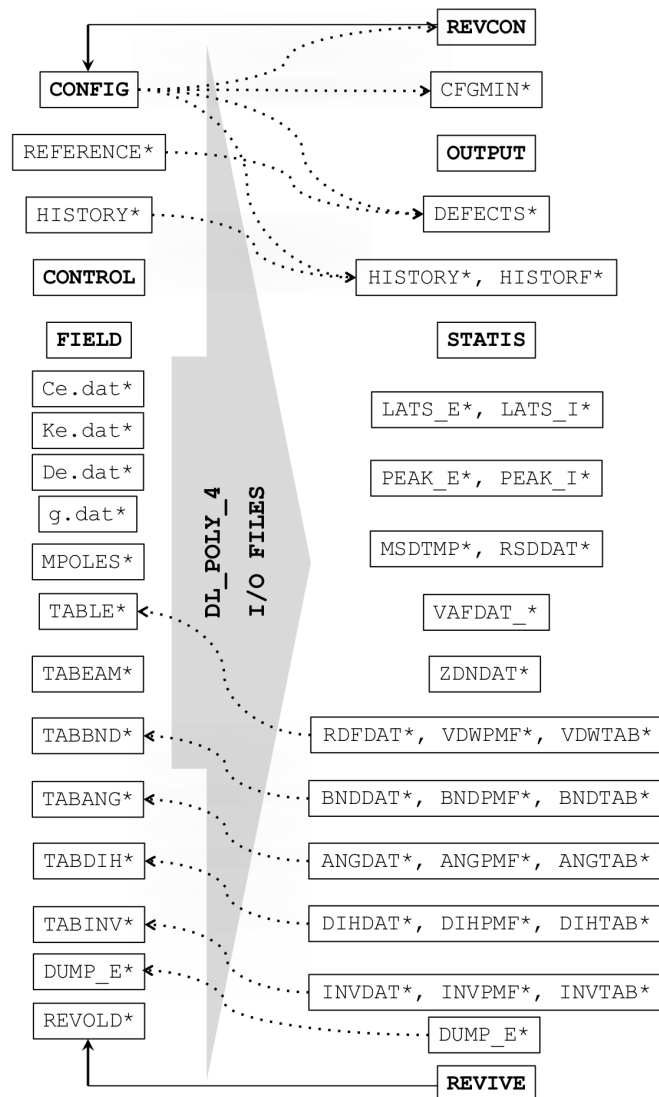 REVCON
CONFIG
CFGMIN*
REFERENCE*
OUTPUT
HISTORY*
DEFECTS*
CONTROL
HISTORY*, HISTORF*
FIELD
STATIS
Ce.dat*
LATS_E*, LATS_I*
Ke.dat*
De.dat*
PEAK_E*, PEAK_I*
g.dat*
MSDTMP*, RSDDAT*
MPOLES*
TABLE*
VAFDAT_*
DL_POLY_4
I/O FILES
TABEAM*
ZDNDAT*
TABBND*
RDFDAT*, VDWPMF*, VDWTAB*
TABANG*
BNDDAT*, BNDPMF*, BNDTAB*
TABDIH*
ANGDAT*, ANGPMF*, ANGTAB*
TABINV*
DIHDAT*, DIHPMF*, DIHTAB*
DUMP_E*
INVDAT*, INVPMF*, INVTAB*
REVOLD*
DUMP_E*
REVIVE